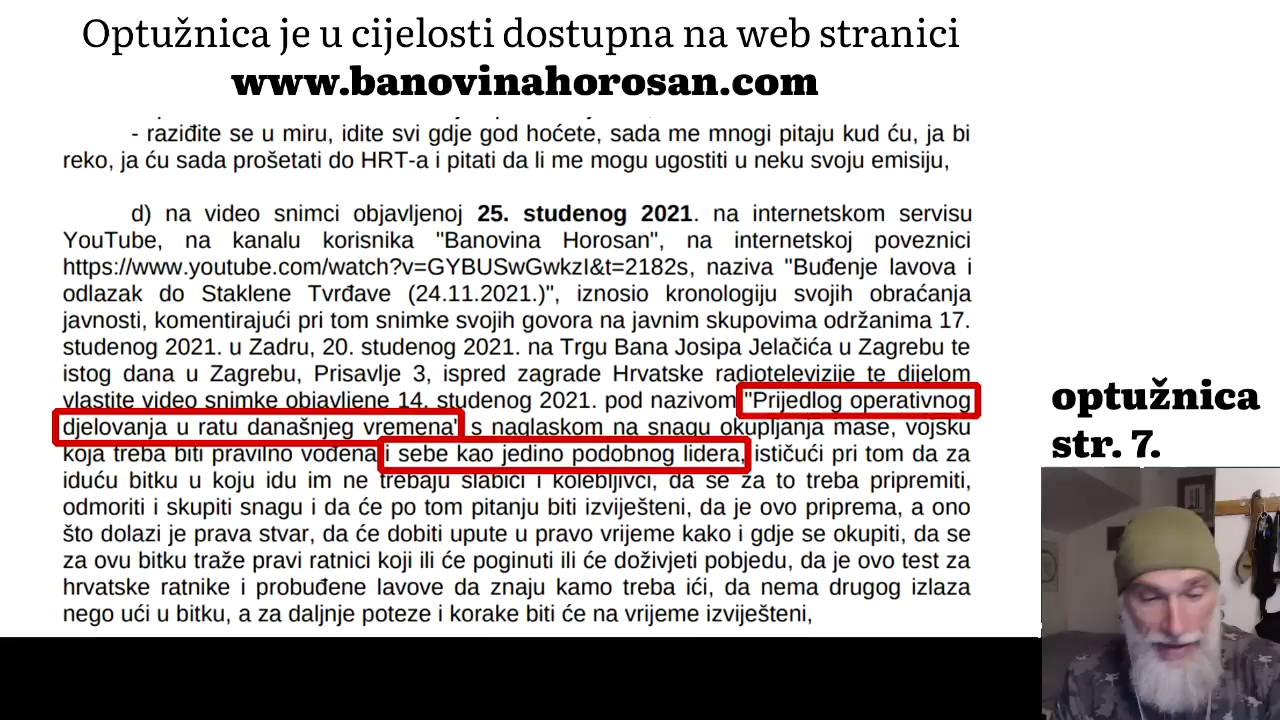 Optužnica je u cijelosti dostupna na web stranici
www.banovinahorosan.com
- raziđite se u miru, idite svi gdje god hoćete, sada me mnogi pitaju kud ću, ja bi
reko, ja ću sada prošetati do HRT-a i pitati da li me mogu ugostiti u neku svoju emisiju,
d) na video snimci objavljenoj 25. studenog 2021. na internetskom servisu
YouTube, na kanalu korisnika "Banovina Horosan", na internetskoj poveznici
https://www.youtube.com/watch?v=GYBUSwGwkzI&t=2182s, naziva "Buđenje lavova i
odlazak do Staklene Tvrđave (24.11.2021.)", iznosio kronologiju svojih obraćanja
javnosti, komentirajući pri tom snimke svojih govora na javnim skupovima održanima 17.
studenog 2021. u Zadru, 20. studenog 2021. na Trgu Bana Josipa Jelačića u Zagrebu te
istog dana u Zagrebu, Prisavlje 3, ispred zagrade Hrvatske radiotelevizije te dijelom
vlastite video snimke objavljene 14. studenog 2021. pod nazivom "Prijedlog operativnog
djelovanja u ratu današnjeg vremena" s naglaskom na snagu okupljanja mase, vojsku
koja treba biti pravilno vođena i sebe kao jedino podobnog lidera, ističući pri tom da za
iduću bitku u koju idu im ne trebaju slabići i kolebljivci, da se za to treba pripremiti,
odmoriti i skupiti snagu i da će po tom pitanju biti izviješteni, da je ovo priprema, a ono
što dolazi je prava stvar, da će dobiti upute u pravo vrijeme kako i gdje se okupiti, da se
za ovu bitku traže pravi ratnici koji ili će poginuti ili će doživjeti pobjedu, da je ovo test za
hrvatske ratnike i probuđene lavove da znaju kamo treba ići, da nema drugog izlaza
nego ući u bitku, a za daljnje poteze i korake biti će na vrijeme izviješteni,
optužnica
str. 7.